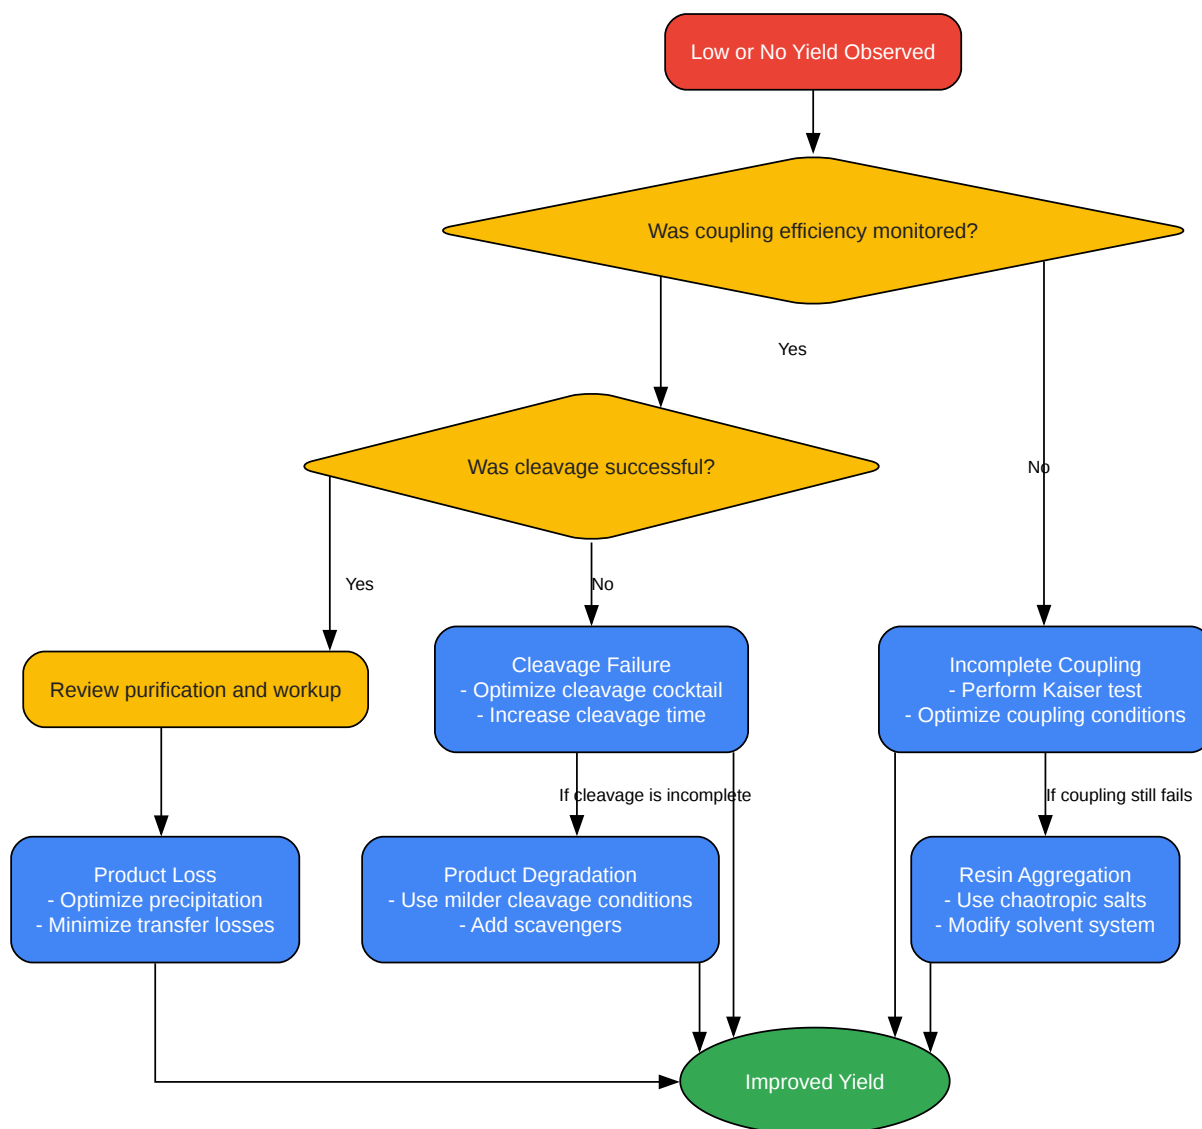 Low or No Yield Observed
Was coupling efficiency monitored?
Yes
Was cleavage successful?
No
Yes
No
Review purification and workup
Cleavage Failure
- Optimize cleavage cocktail
- Increase cleavage time
Incomplete Coupling
- Perform Kaiser test
- Optimize coupling conditions
If cleavage is incomplete
If coupling still fails
Product Loss
- Optimize precipitation
- Minimize transfer losses
Product Degradation
- Use milder cleavage conditions
- Add scavengers
Resin Aggregation
- Use chaotropic salts
- Modify solvent system
Improved Yield